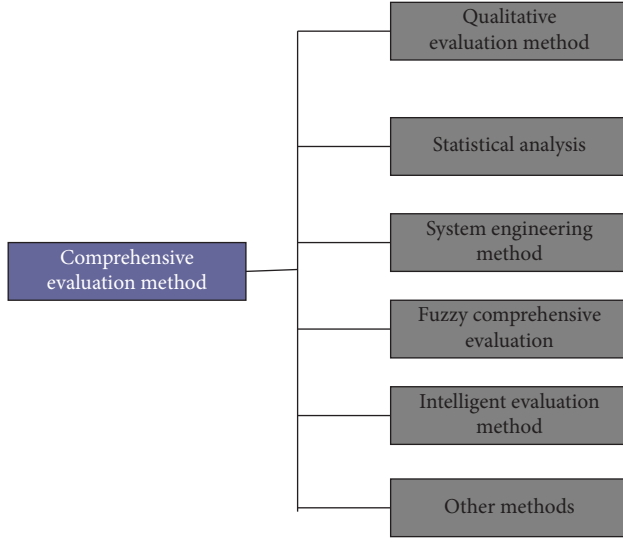 Qualitative
evaluation method
Statistical analysis
System engineering
method
Comprehensive
evaluation method
Fuzzy comprehensive
evaluation
Intelligent evaluation
method
Other methods